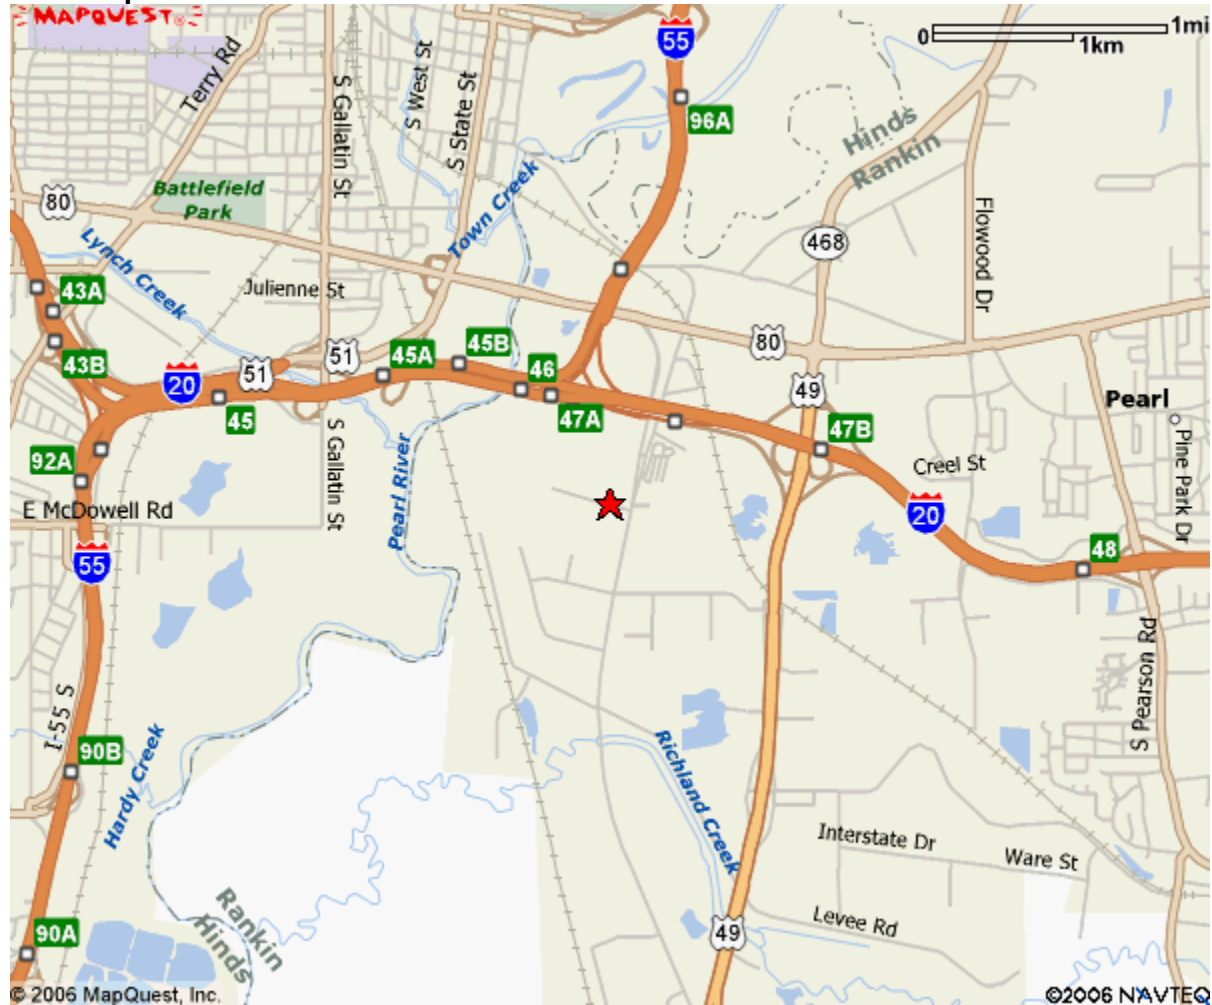 MAPQUEST
55
0
1mi
1km
Terry Rd
S Gallatin St
S West St
S State St
96A
Hinds
Rankin
Battlefield
Park
80
Town Creek
Flowood Dr
468
Lynch Creek
43A
Julienne St
43B
51
51
45A
45B
46
80
20
49
45
47A
Pearl
47B
92A
S Gallatin St
Pearl River
Creel St
Pine Park Dr
E McDowell Rd
20
55
48
S Pearson Rd
I-55 S
90B
Hardy Creek
Richland Creek
Interstate Dr
Ware St
Levee Rd
Rankin
Hinds
49
90A
© 2006 MapQuest, Inc.
©2006 NAVTEQ